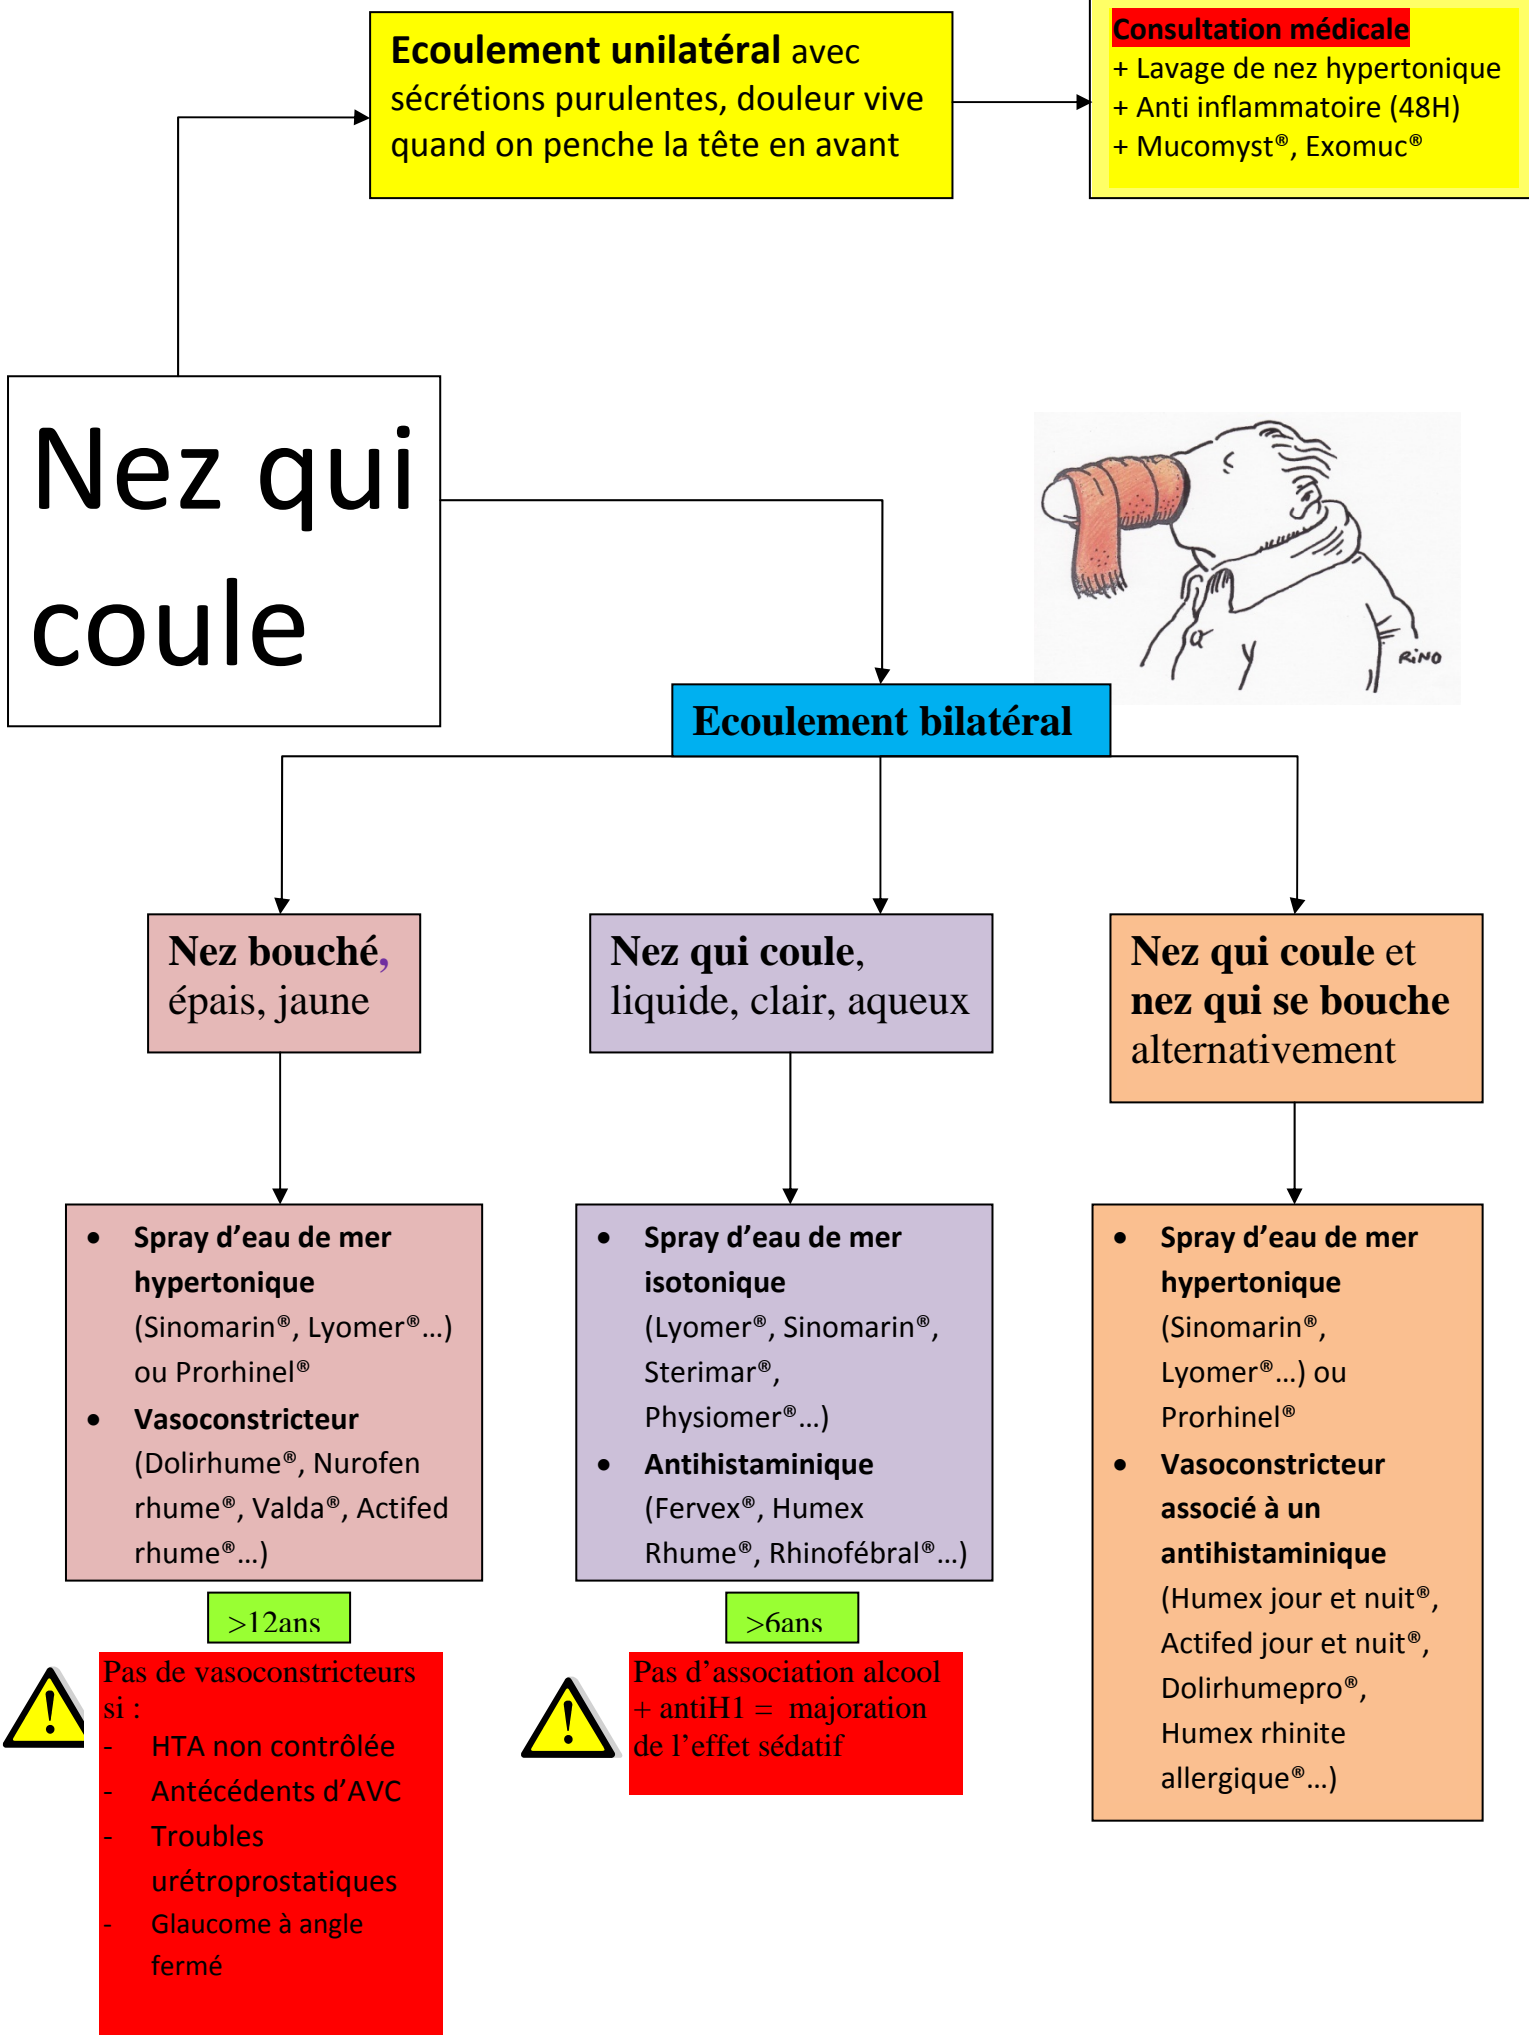 Ecoulement unilatéral avec
sécrétions purulentes, douleur vive
quand on penche la tête en avant
Consultation médicale
+ Lavage de nez hypertonique
+ Anti inflammatoire (48H)
+ Mucomyst®, Exomuc®
Nez qui
coule
RiNO
Ecoulement bilatéral
Nez bouché,
épais, jaune
Nez qui coule,
liquide, clair, aqueux
Nez qui coule et
nez qui se bouche
alternativement
• Spray d’eau de mer
hypertonique
(Sinomarin®, Lyomer®…)
ou Prorhinel®
• Vasoconstricteur
(Dolirhume®, Nurofen
rhume®, Valda®, Actifed
rhume®…)
>12ans
Pas de vasoconstricteurs
si :
- HTA non contrôlée
- Antécédents d’AVC
- Troubles
urétroprostatiques
- Glaucome à angle
fermé
• Spray d’eau de mer
isotonique
(Lyomer®, Sinomarin®,
Sterimar®,
Physiomer®…)
• Antihistaminique
(Fervex®, Humex
Rhume®, Rhinofébral®…)
>6ans
Pas d’association alcool
+ antiH1 = majoration
de l’effet sédatif
• Spray d’eau de mer
hypertonique
(Sinomarin®,
Lyomer®…) ou
Prorhinel®
• Vasoconstricteur
associé à un
antihistaminique
(Humex jour et nuit®,
Actifed jour et nuit®,
Dolirhumepro®,
Humex rhinite
allergique®…)